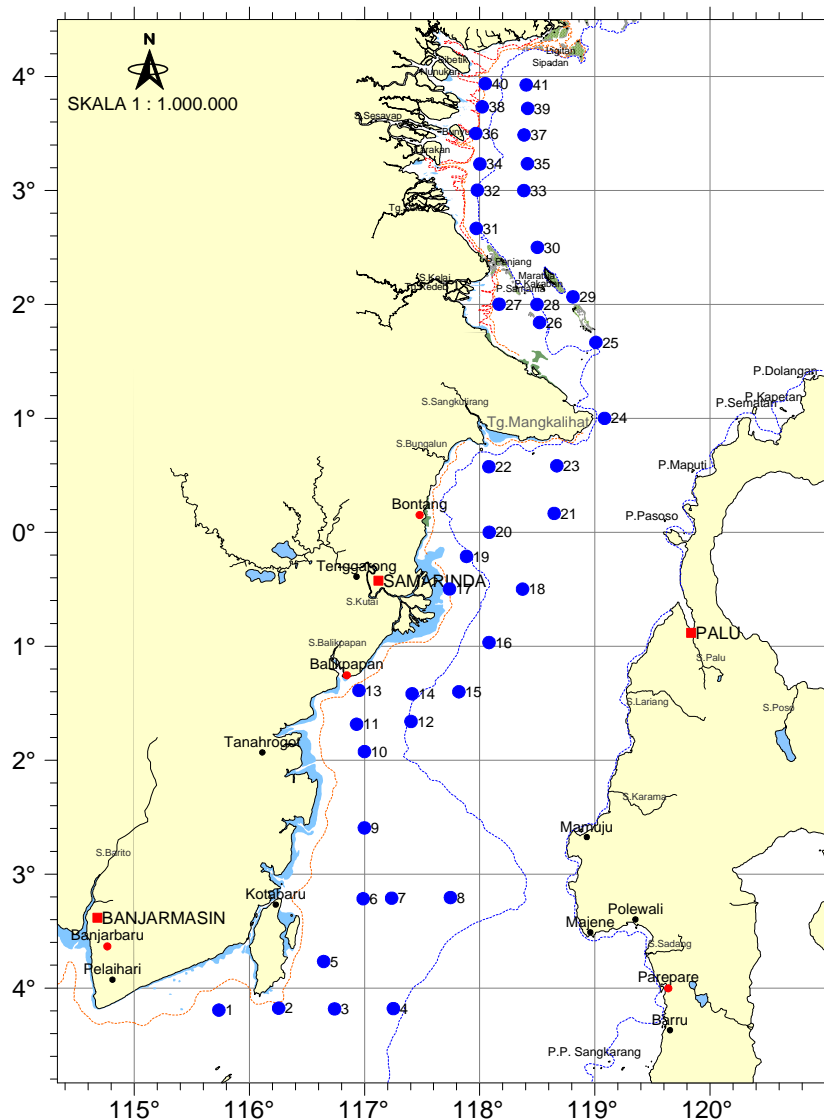 N
SKALA 1 : 1.000.000
Ligitan
Sipadan
Sibetik
Nunukan
4°
40
41
38
39
S.Sesayap
36
37
Tarakan
34
35
3°
32
33
31
30
P.Panjang
Maratua
P.Kakaban
S.Kelai
29
2°
27
28
26
25
P.Dolangan
P.Kapetan
P.Sematan
S.Sangkulirang
1°
Tg.Mangkalihat
24
S.Bungalun
22
23
P.Maputi
Bontang
21
P.Pasoso
0°
20
19
Tenggarong
SAMARINDA
17
18
S.Kutai
S.Balikpapan
16
PALU
S.Palu
1°
Balikpapan
13
14
15
S.Lariang
S.Poso
11
12
Tanahrogot
10
2°
S.Karama
9
Mamuju
S.Barito
3°
Kotabaru
6
7
8
BANJARMASIN
Polewali
Banjarbaru
Majene
S.Sadang
5
Pelaihari
Parepare
4°
1
2
3
4
Barru
P.P. Sangkarang
115°
116°
117°
118°
119°
120°